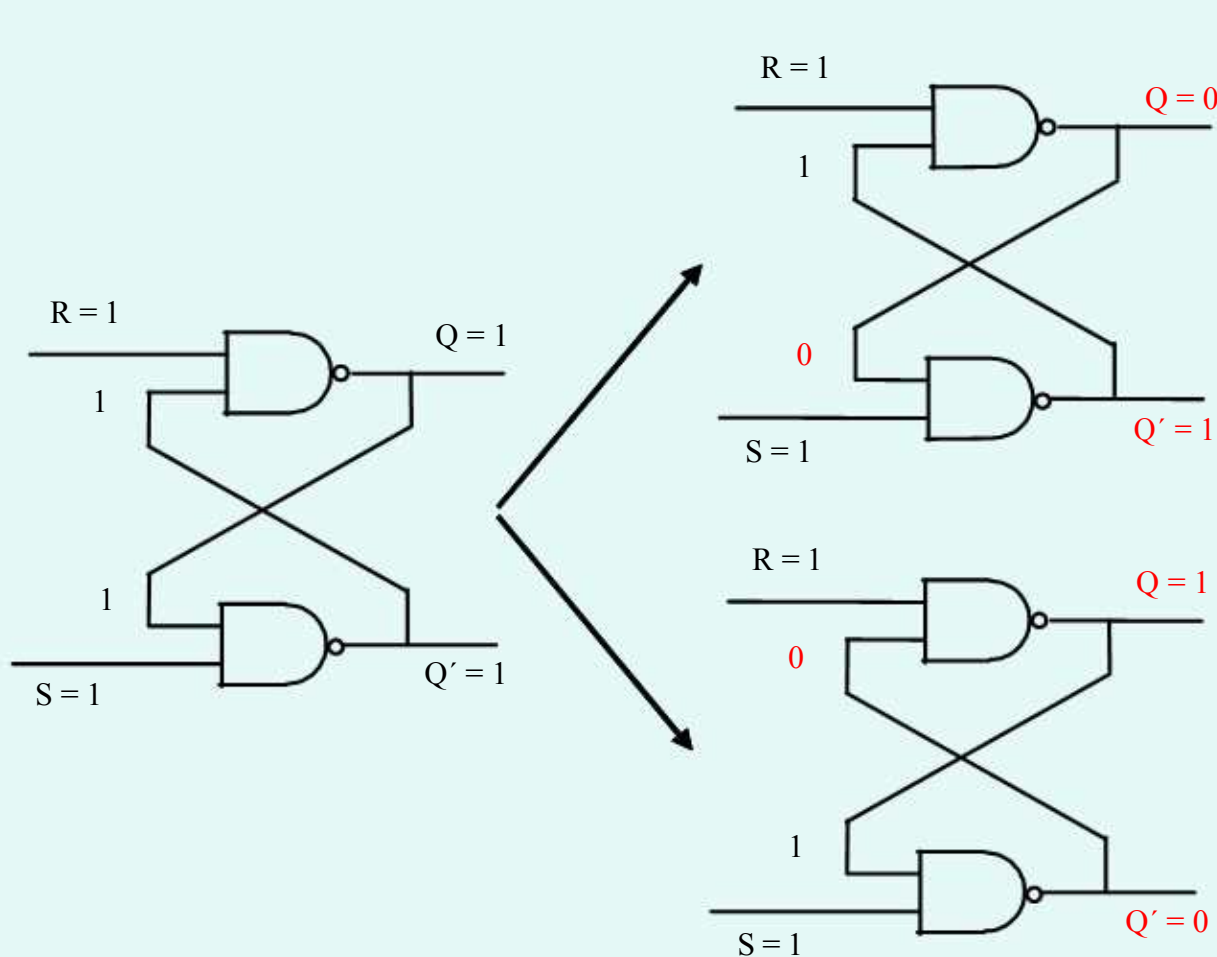 R = 1
Q = 1
1
1
Q´ = 1
S = 1
R = 1
Q = 0
1
0
Q´ = 1
S = 1
R = 1
Q = 1
0
1
Q´ = 0
S = 1